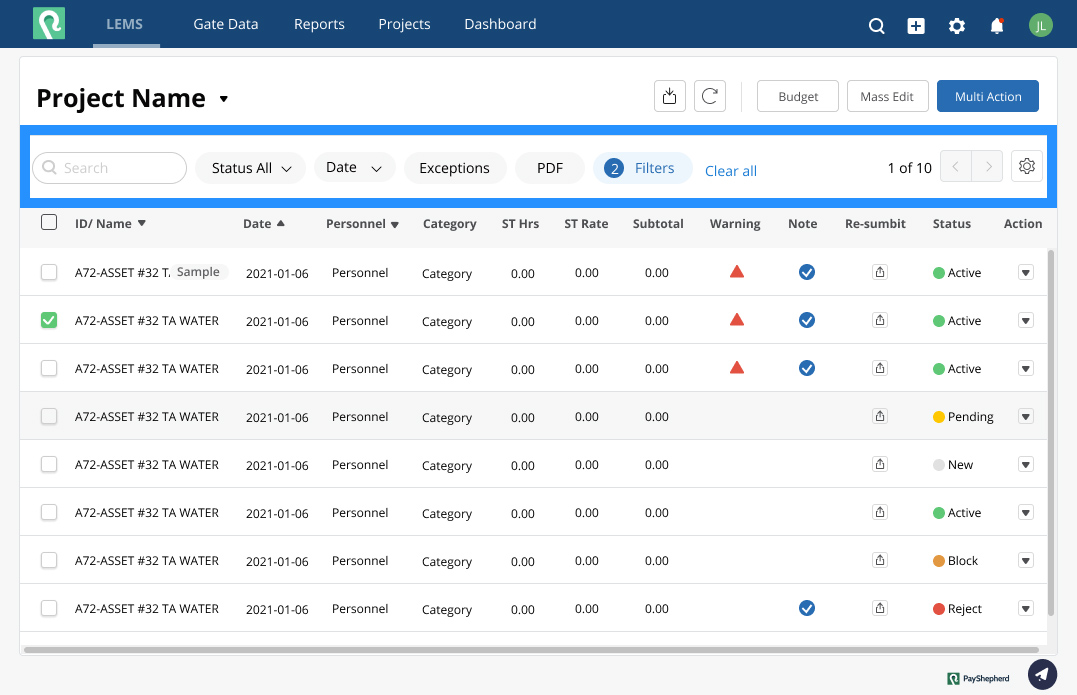 LEMS Gate Data Reports Projects Dashboard JL
Project Name Budget Mass Edit Multi Action
Search Status All Date Exceptions PDF 2 Filters Clear all 1 of 10
ID/ Name Date Personnel Category ST Hrs ST Rate Subtotal Warning Note Re-sumbit Status Action
A72-ASSET #32 TA Sample 2021-01-06 Personnel Category 0.00 0.00 0.00 Active
A72-ASSET #32 TA WATER 2021-01-06 Personnel Category 0.00 0.00 0.00 Active
A72-ASSET #32 TA WATER 2021-01-06 Personnel Category 0.00 0.00 0.00 Active
A72-ASSET #32 TA WATER 2021-01-06 Personnel Category 0.00 0.00 0.00 Pending
A72-ASSET #32 TA WATER 2021-01-06 Personnel Category 0.00 0.00 0.00 New
A72-ASSET #32 TA WATER 2021-01-06 Personnel Category 0.00 0.00 0.00 Active
A72-ASSET #32 TA WATER 2021-01-06 Personnel Category 0.00 0.00 0.00 Block
A72-ASSET #32 TA WATER 2021-01-06 Personnel Category 0.00 0.00 0.00 Reject
PayShepherd